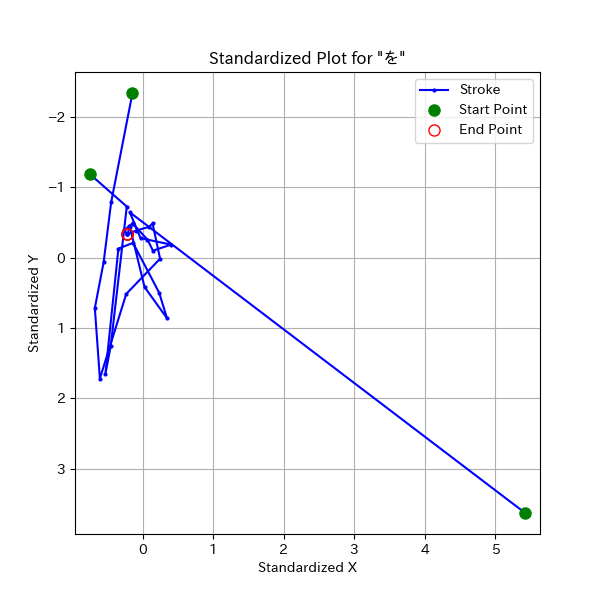 Standardized Plot for "を"
Stroke
Start Point
End Point
−2
−1
0
1
2
3
Standardized Y
0
1
2
3
4
5
Standardized X